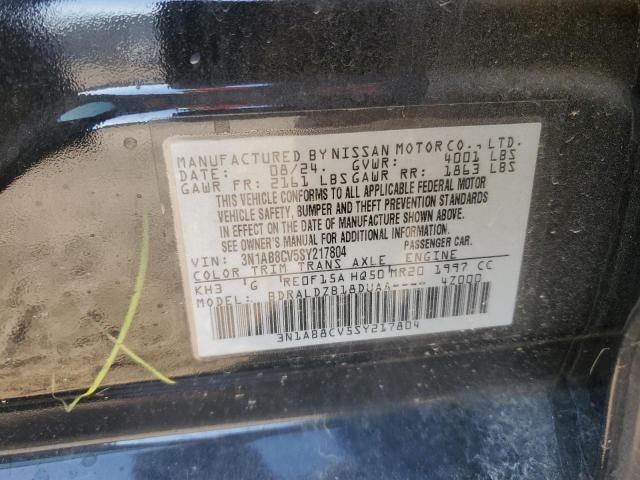 MANUFACTURED BY NISSAN MOTOR CO., LTD.
DATE: 08/24. GVWR: 4001 LBS
GAWR FR: 2161 LBS GAWR RR: 1863 LBS
THIS VEHICLE CONFORMS TO ALL APPLICABLE FEDERAL MOTOR
VEHICLE SAFETY, BUMPER AND THEFT PREVENTION STANDARDS
IN EFFECT ON THE DATE OF MANUFACTURE SHOWN ABOVE.
SEE OWNER'S MANUAL FOR ADDITIONAL INFORMATION
VIN: 3N1AB8CV5SY217804 PASSENGER CAR.
COLOR TRIM TRANS AXLE ENGINE
KH3 'G RE0F15A HQ50 MR20 1997 CC
MODEL: BDRALDZB18DUAA---- 4Z000
3N1AB8CV5SY217804